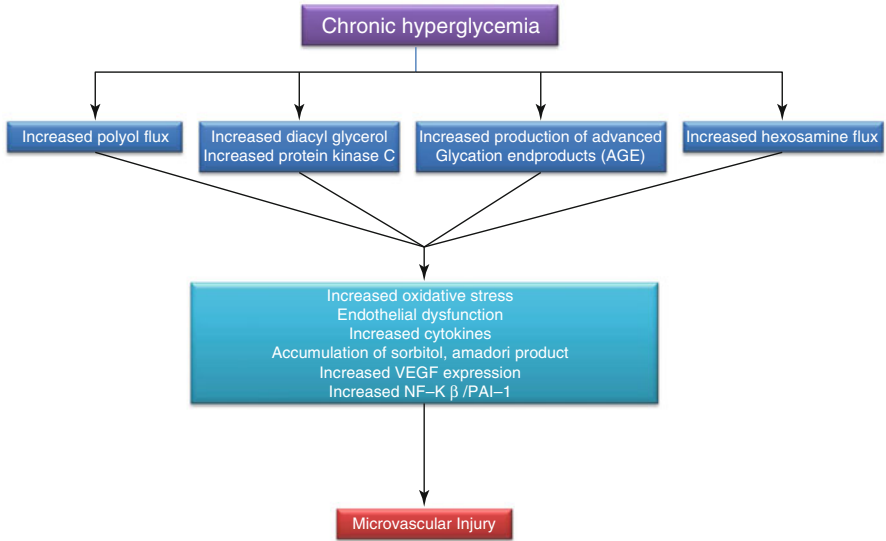 Chronic hyperglycemia
Increased polyol flux
Increased diacyl glycerol
Increased protein kinase C
Increased production of advanced
Glycation endproducts (AGE)
Increased hexosamine flux
Increased oxidative stress
Endothelial dysfunction
Increased cytokines
Accumulation of sorbitol, amadori product
Increased VEGF expression
Increased NF–K β /PAI–1
Microvascular Injury